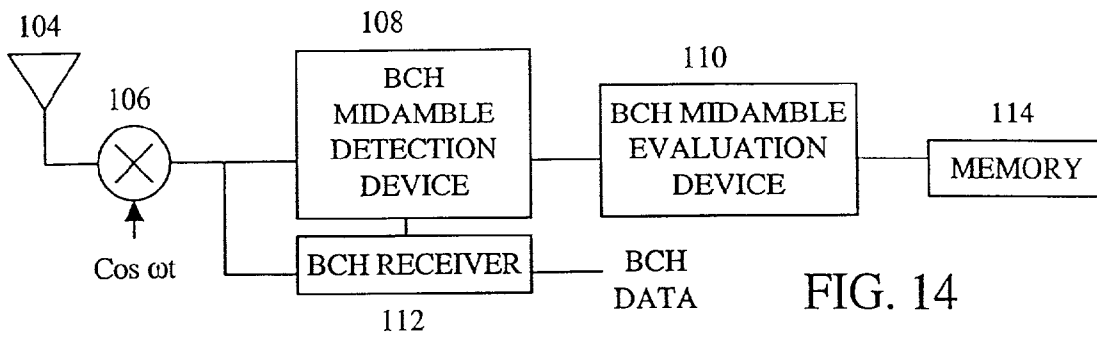 104
106
Cos ωt
108
BCH
MIDAMBLE
DETECTION
DEVICE
BCH RECEIVER
112
BCH
DATA
110
BCH MIDAMBLE
EVALUATION
DEVICE
114
MEMORY
FIG. 14